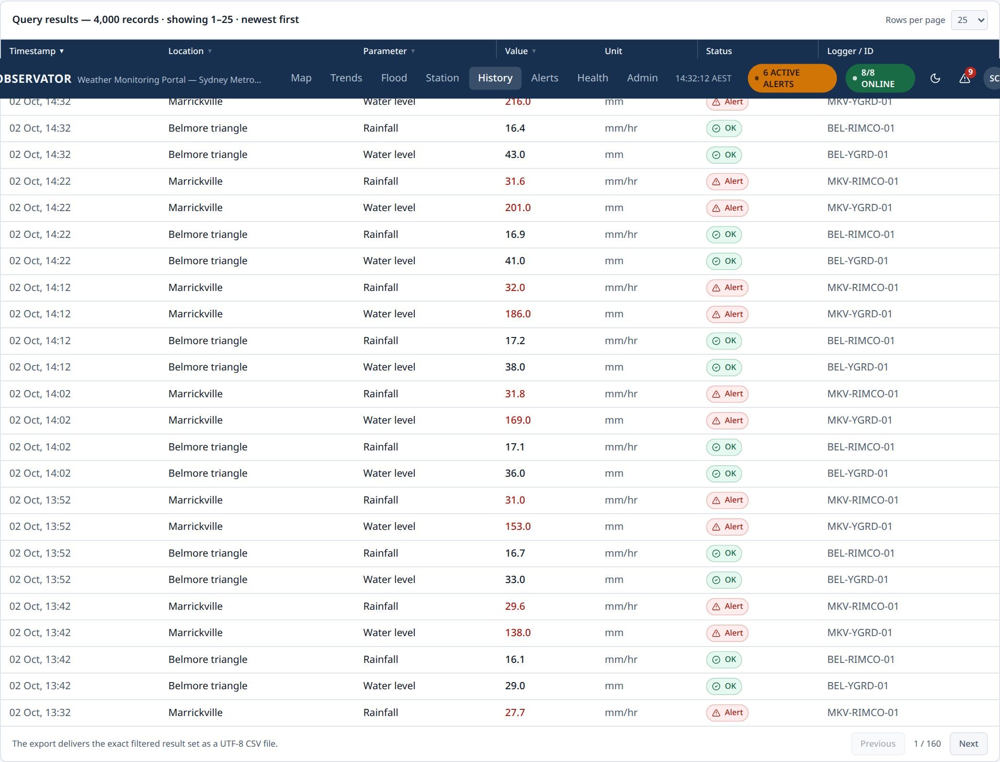 Query results — 4,000 records · showing 1–25 · newest first
Rows per page 25
Timestamp ▼ Location ▼ Parameter ▼ Value ▼ Unit Status Logger / ID
OBSERVATOR Weather Monitoring Portal — Sydney Metro... Map Trends Flood Station History Alerts Health Admin 14:32:12 AEST 6 ACTIVE ALERTS 8/8 ONLINE 9 SC
02 Oct, 14:32 Marrickville Water level 216.0 mm Alert MKV-YGRD-01
02 Oct, 14:32 Belmore triangle Rainfall 16.4 mm/hr OK BEL-RIMCO-01
02 Oct, 14:32 Belmore triangle Water level 43.0 mm OK BEL-YGRD-01
02 Oct, 14:22 Marrickville Rainfall 31.6 mm/hr Alert MKV-RIMCO-01
02 Oct, 14:22 Marrickville Water level 201.0 mm Alert MKV-YGRD-01
02 Oct, 14:22 Belmore triangle Rainfall 16.9 mm/hr OK BEL-RIMCO-01
02 Oct, 14:22 Belmore triangle Water level 41.0 mm OK BEL-YGRD-01
02 Oct, 14:12 Marrickville Rainfall 32.0 mm/hr Alert MKV-RIMCO-01
02 Oct, 14:12 Marrickville Water level 186.0 mm Alert MKV-YGRD-01
02 Oct, 14:12 Belmore triangle Rainfall 17.2 mm/hr OK BEL-RIMCO-01
02 Oct, 14:12 Belmore triangle Water level 38.0 mm OK BEL-YGRD-01
02 Oct, 14:02 Marrickville Rainfall 31.8 mm/hr Alert MKV-RIMCO-01
02 Oct, 14:02 Marrickville Water level 169.0 mm Alert MKV-YGRD-01
02 Oct, 14:02 Belmore triangle Rainfall 17.1 mm/hr OK BEL-RIMCO-01
02 Oct, 14:02 Belmore triangle Water level 36.0 mm OK BEL-YGRD-01
02 Oct, 13:52 Marrickville Rainfall 31.0 mm/hr Alert MKV-RIMCO-01
02 Oct, 13:52 Marrickville Water level 153.0 mm Alert MKV-YGRD-01
02 Oct, 13:52 Belmore triangle Rainfall 16.7 mm/hr OK BEL-RIMCO-01
02 Oct, 13:52 Belmore triangle Water level 33.0 mm OK BEL-YGRD-01
02 Oct, 13:42 Marrickville Rainfall 29.6 mm/hr Alert MKV-RIMCO-01
02 Oct, 13:42 Marrickville Water level 138.0 mm Alert MKV-YGRD-01
02 Oct, 13:42 Belmore triangle Rainfall 16.1 mm/hr OK BEL-RIMCO-01
02 Oct, 13:42 Belmore triangle Water level 29.0 mm OK BEL-YGRD-01
02 Oct, 13:32 Marrickville Rainfall 27.7 mm/hr Alert MKV-RIMCO-01
The export delivers the exact filtered result set as a UTF-8 CSV file.
Previous 1 / 160 Next